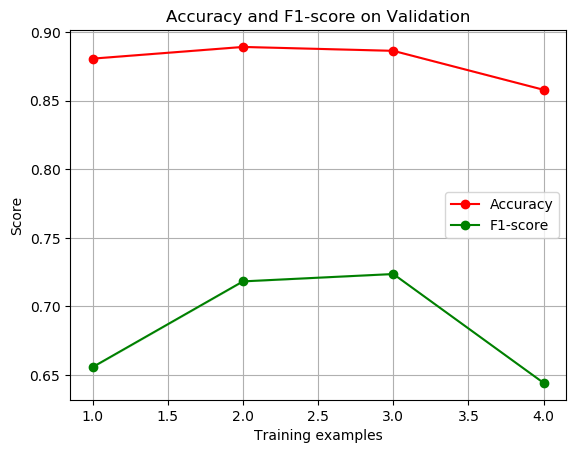 Accuracy and F1-score on Validation
0.90
0.85
0.80
0.75
0.70
0.65
Score
Accuracy
F1-score
1.0 1.5 2.0 2.5 3.0 3.5 4.0
Training examples